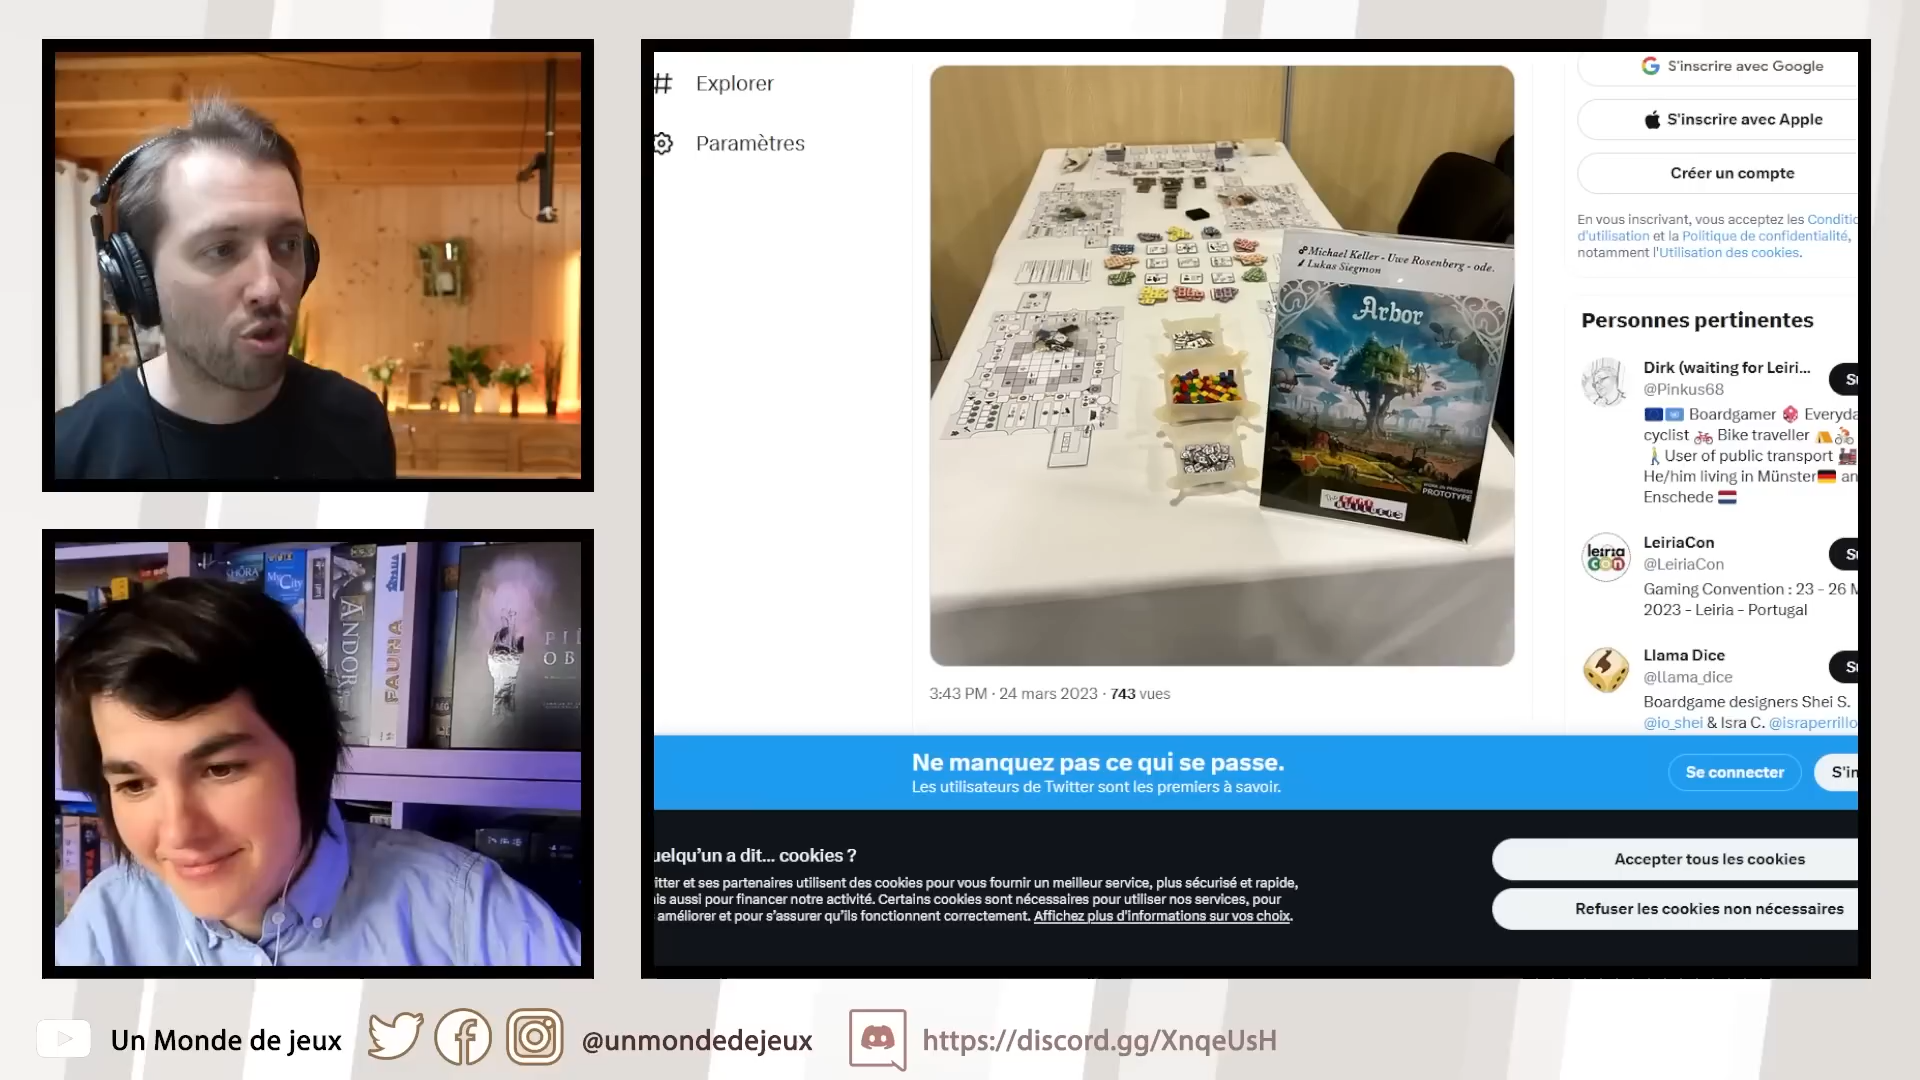 Explorer
Paramètres
Michael Keller - Uwe Rosenberg - ode.
Lukas Siegmon
Arbor
PROTOTYPE
3:43 PM · 24 mars 2023 · 743 vues
S'inscrire avec Google
S'inscrire avec Apple
Créer un compte
En vous inscrivant, vous acceptez les Conditio
d'utilisation et la Politique de confidentialité,
notamment l'Utilisation des cookies.
Personnes pertinentes
Dirk (waiting for Leiri...
@Pinkus68
Boardgamer Everyda
cyclist Bike traveller
User of public transport
He/him living in Münster an
Enschede
leiria
con
LeiriaCon
@LeiriaCon
Gaming Convention : 23 - 26 M
2023 - Leiria - Portugal
Llama Dice
@llama_dice
Boardgame designers Shei S.
@io_shei & Isra C. @israperrillo
Ne manquez pas ce qui se passe.
Les utilisateurs de Twitter sont les premiers à savoir.
Se connecter
S'in
uelqu'un a dit... cookies ?
itter et ses partenaires utilisent des cookies pour vous fournir un meilleur service, plus sécurisé et rapide,
is aussi pour financer notre activité. Certains cookies sont nécessaires pour utiliser nos services, pour
améliorer et pour s'assurer qu'ils fonctionnent correctement. Affichez plus d'informations sur vos choix.
Accepter tous les cookies
Refuser les cookies non nécessaires
My City
ANDOR
FAUNA
Un Monde de jeux
@unmondedejeux
https://discord.gg/XnqeUsH